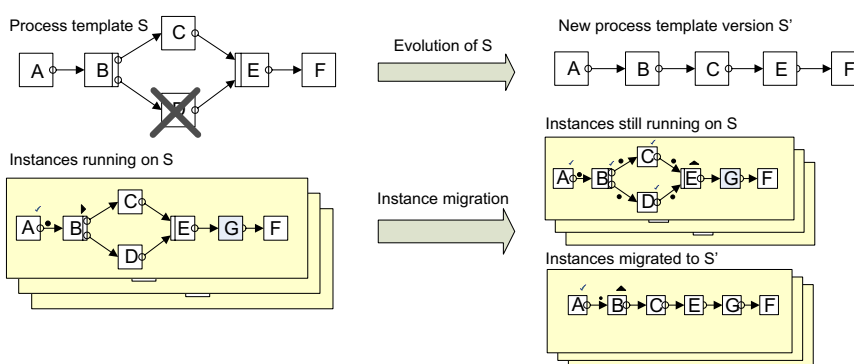 Process template S
A B C D E F
Evolution of S
New process template version S'
A B C E F
Instances running on S
A B C D E G F
Instance migration
Instances still running on S
A B C D E G F
Instances migrated to S'
A B C E G F